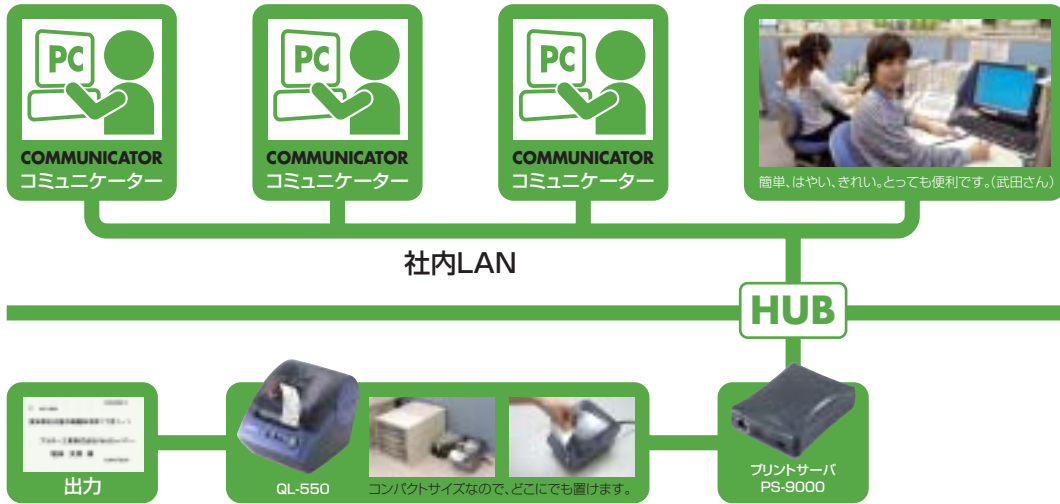 PC
COMMUNICATOR
コミュニケーター
PC
COMMUNICATOR
コミュニケーター
PC
COMMUNICATOR
コミュニケーター
簡単、はやい、きれい。とっても便利です。(武田さん)
社内LAN
HUB
出力
QL-550
コンパクトサイズなので、どこにでも置けます。
プリントサーバ
PS-9000